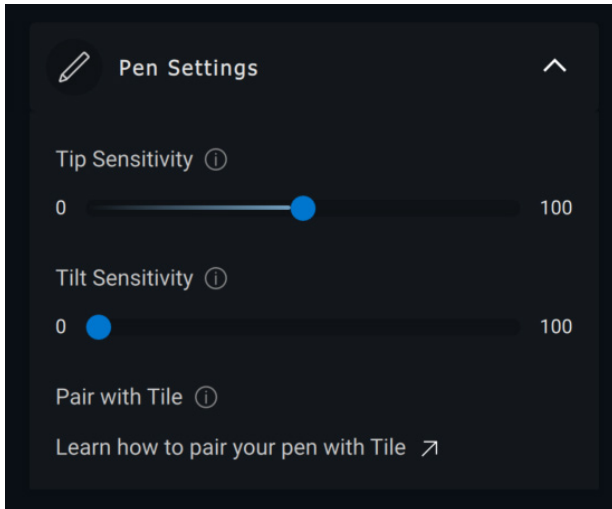 Pen Settings
Tip Sensitivity
0 100
Tilt Sensitivity
0 100
Pair with Tile
Learn how to pair your pen with Tile